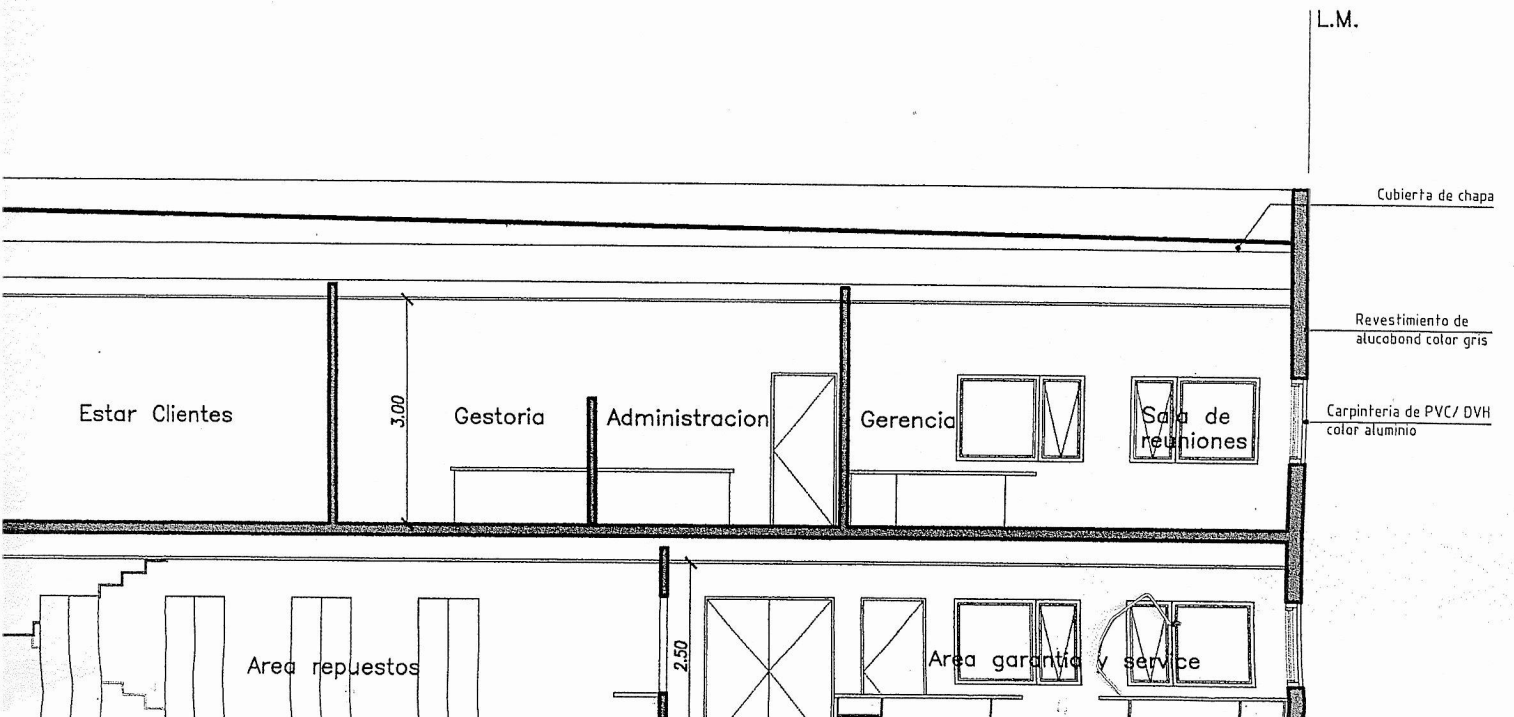 L.M.
Cubierta de chapa
Revestimiento de
alucobond color gris
Estar Clientes
3.00
Gestoria
Administracion
Gerencia
Sala de
reuniones
Carpinteria de PVC/ DVH
color aluminio
2.50
Area repuestos
Area garantia y service